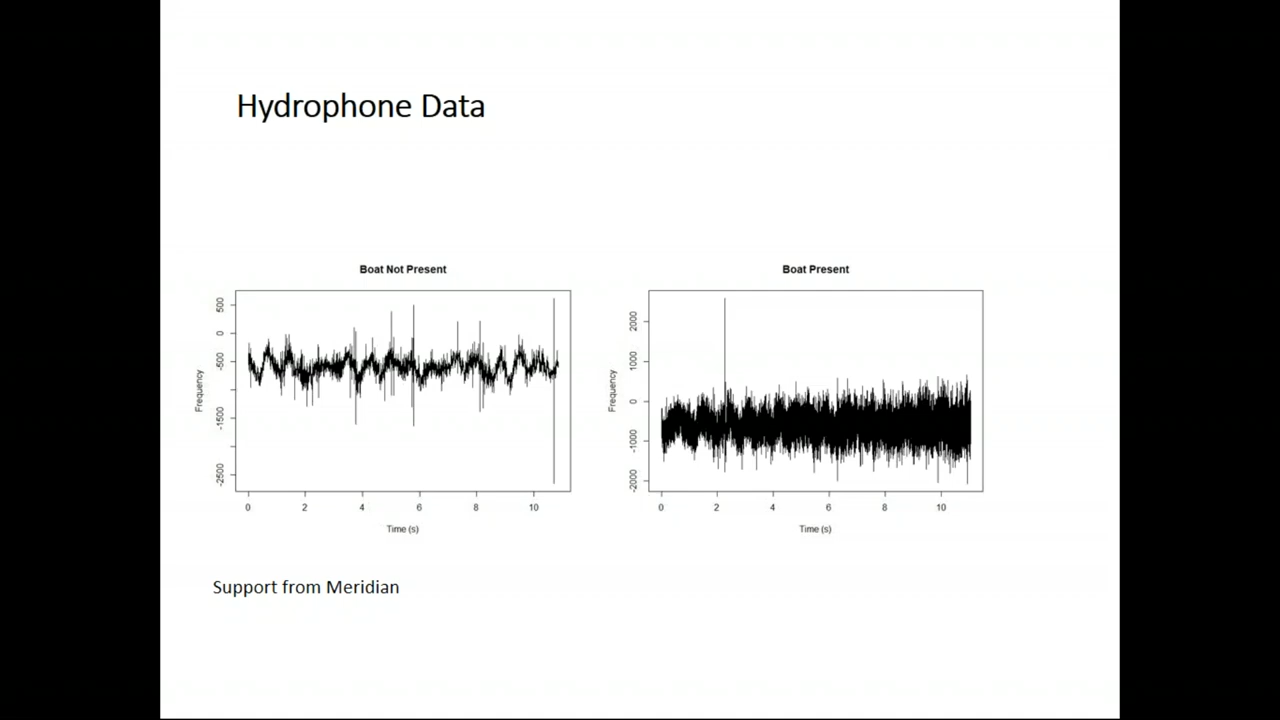 Hydrophone Data
Boat Not Present
500
0
-500
-1500
-2500
Frequency
0 2 4 6 8 10
Time (s)
Boat Present
2000
1000
0
-1000
-2000
Frequency
0 2 4 6 8 10
Time (s)
Support from Meridian